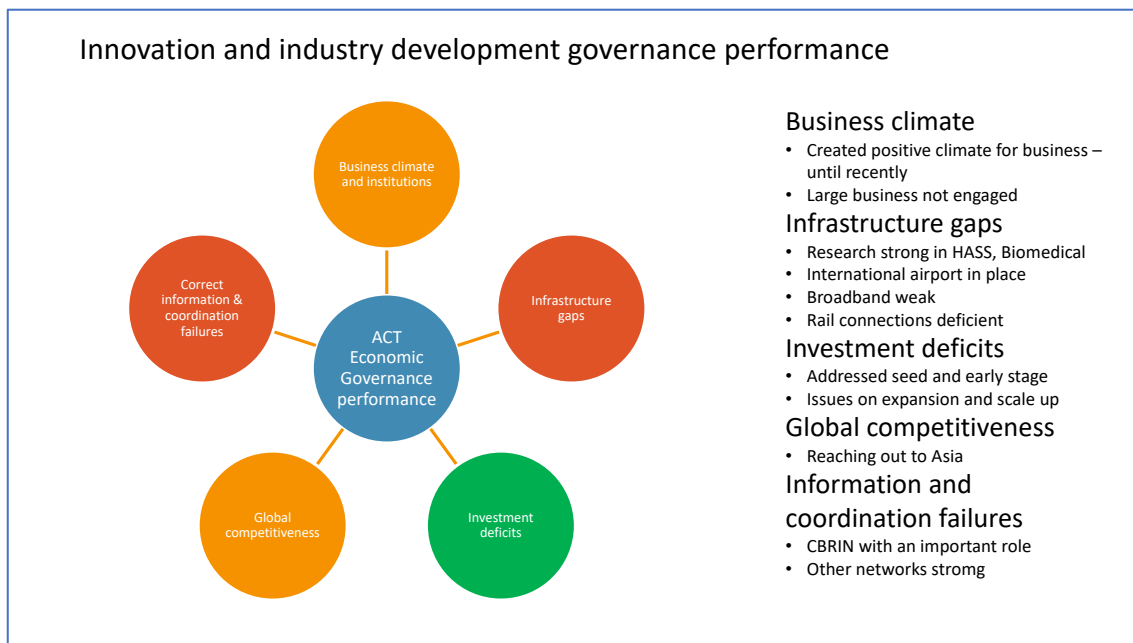 Innovation and industry development governance performance
Business climate
and institutions
Correct
information &
coordination
failures
Infrastructure
gaps
ACT
Economic
Governance
performance
Global
competitiveness
Investment
deficits
Business climate
• Created positive climate for business –
until recently
• Large business not engaged
Infrastructure gaps
• Research strong in HASS, Biomedical
• International airport in place
• Broadband weak
• Rail connections deficient
Investment deficits
• Addressed seed and early stage
• Issues on expansion and scale up
Global competitiveness
• Reaching out to Asia
Information and
coordination failures
• CBRIN with an important role
• Other networks stromg